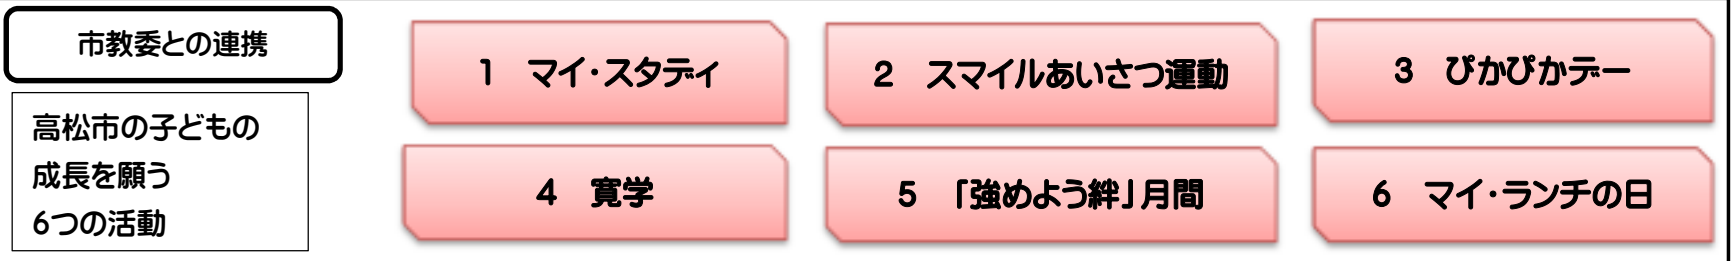 市教委との連携
高松市の子どもの
成長を願う
6つの活動
1　マイ・スタディ
2　スマイルあいさつ運動
3　ぴかぴかデー
4　寛学
5　「強めよう絆」月間
6　マイ・ランチの日